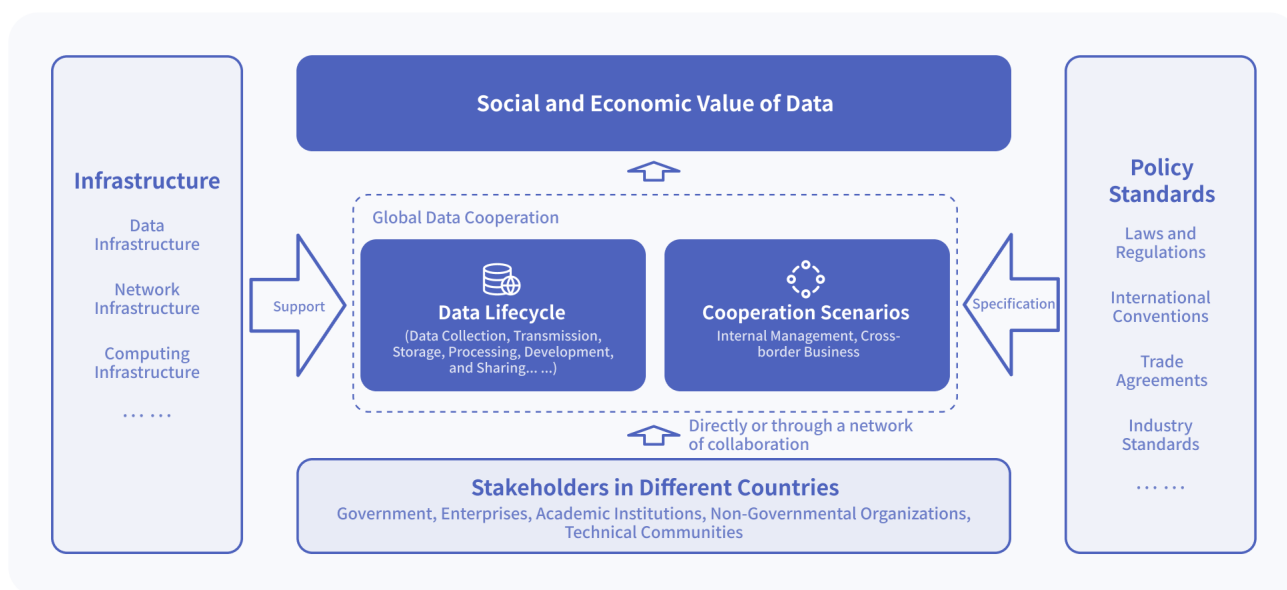 Social and Economic Value of Data
Infrastructure
Data
Infrastructure
Network
Infrastructure
Computing
Infrastructure
... ...
Support
Global Data Cooperation
Data Lifecycle
(Data Collection, Transmission,
Storage, Processing, Development,
and Sharing... ...)
Cooperation Scenarios
Internal Management, Cross-
border Business
Specification
Policy
Standards
Laws and
Regulations
International
Conventions
Trade
Agreements
Industry
Standards
... ...
Directly or through a network
of collaboration
Stakeholders in Different Countries
Government, Enterprises, Academic Institutions, Non-Governmental Organizations,
Technical Communities